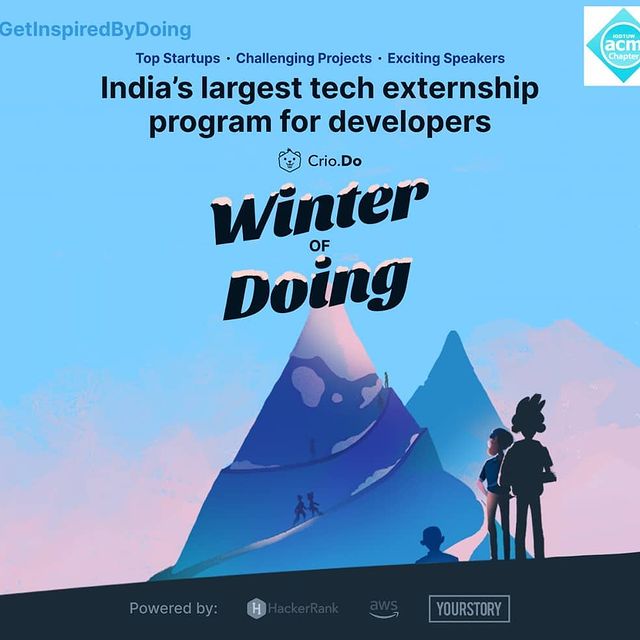 GetInspiredByDoing
IGDTUW
acm
Chapter
Top Startups · Challenging Projects · Exciting Speakers
India's largest tech externship
program for developers
Crio.Do
Winter
OF
Doing
Powered by:
H HackerRank
aws
YOURSTORY